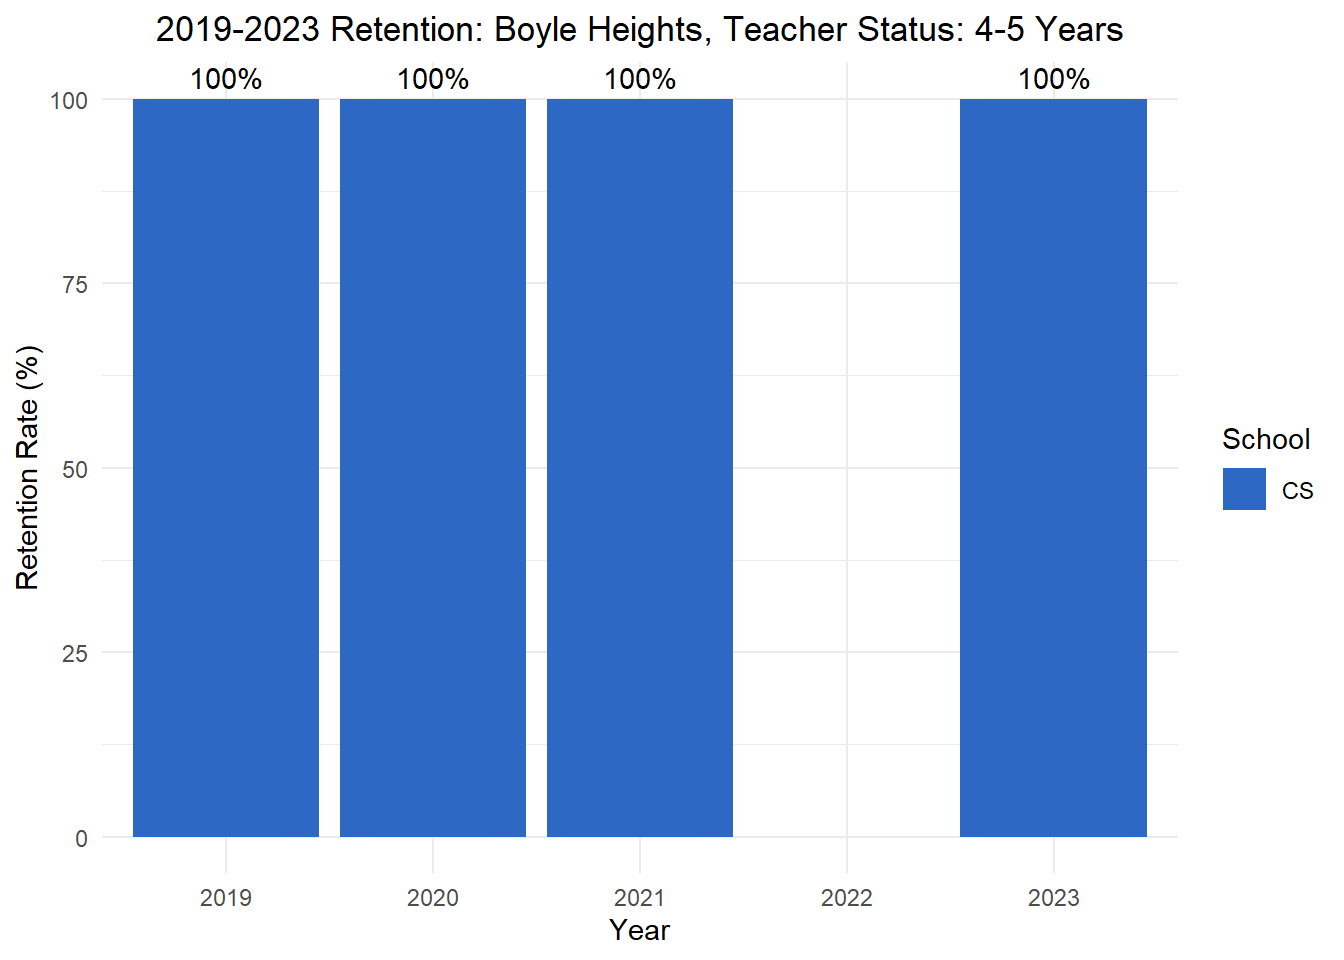 2019-2023 Retention: Boyle Heights, Teacher Status: 4-5 Years
100% 100% 100% 100%
100
75
50
25
0
Retention Rate (%)
2019 2020 2021 2022 2023
Year
School
CS